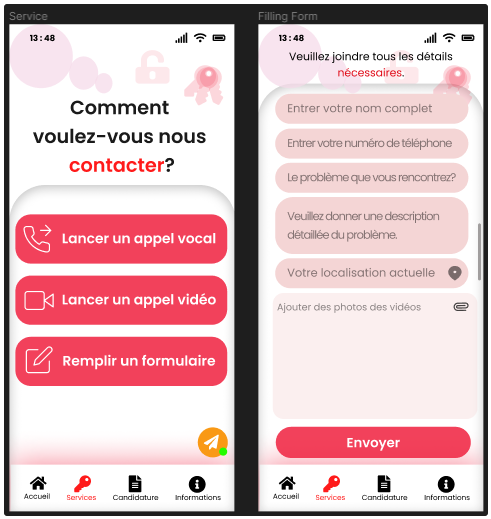 Service
13:48
Comment
voulez-vous nous
contacter?
Lancer un appel vocal
Lancer un appel vidéo
Remplir un formulaire
Accueil
Services
Candidature
Informations
Filling Form
13:48
Veuillez joindre tous les détails
nécessaires.
Entrer votre nom complet
Entrer votre numéro de téléphone
Le problème que vous rencontrez?
Veuillez donner une description
détaillée du problème.
Votre localisation actuelle
Ajouter des photos des vidéos
Envoyer
Accueil
Services
Candidature
Informations